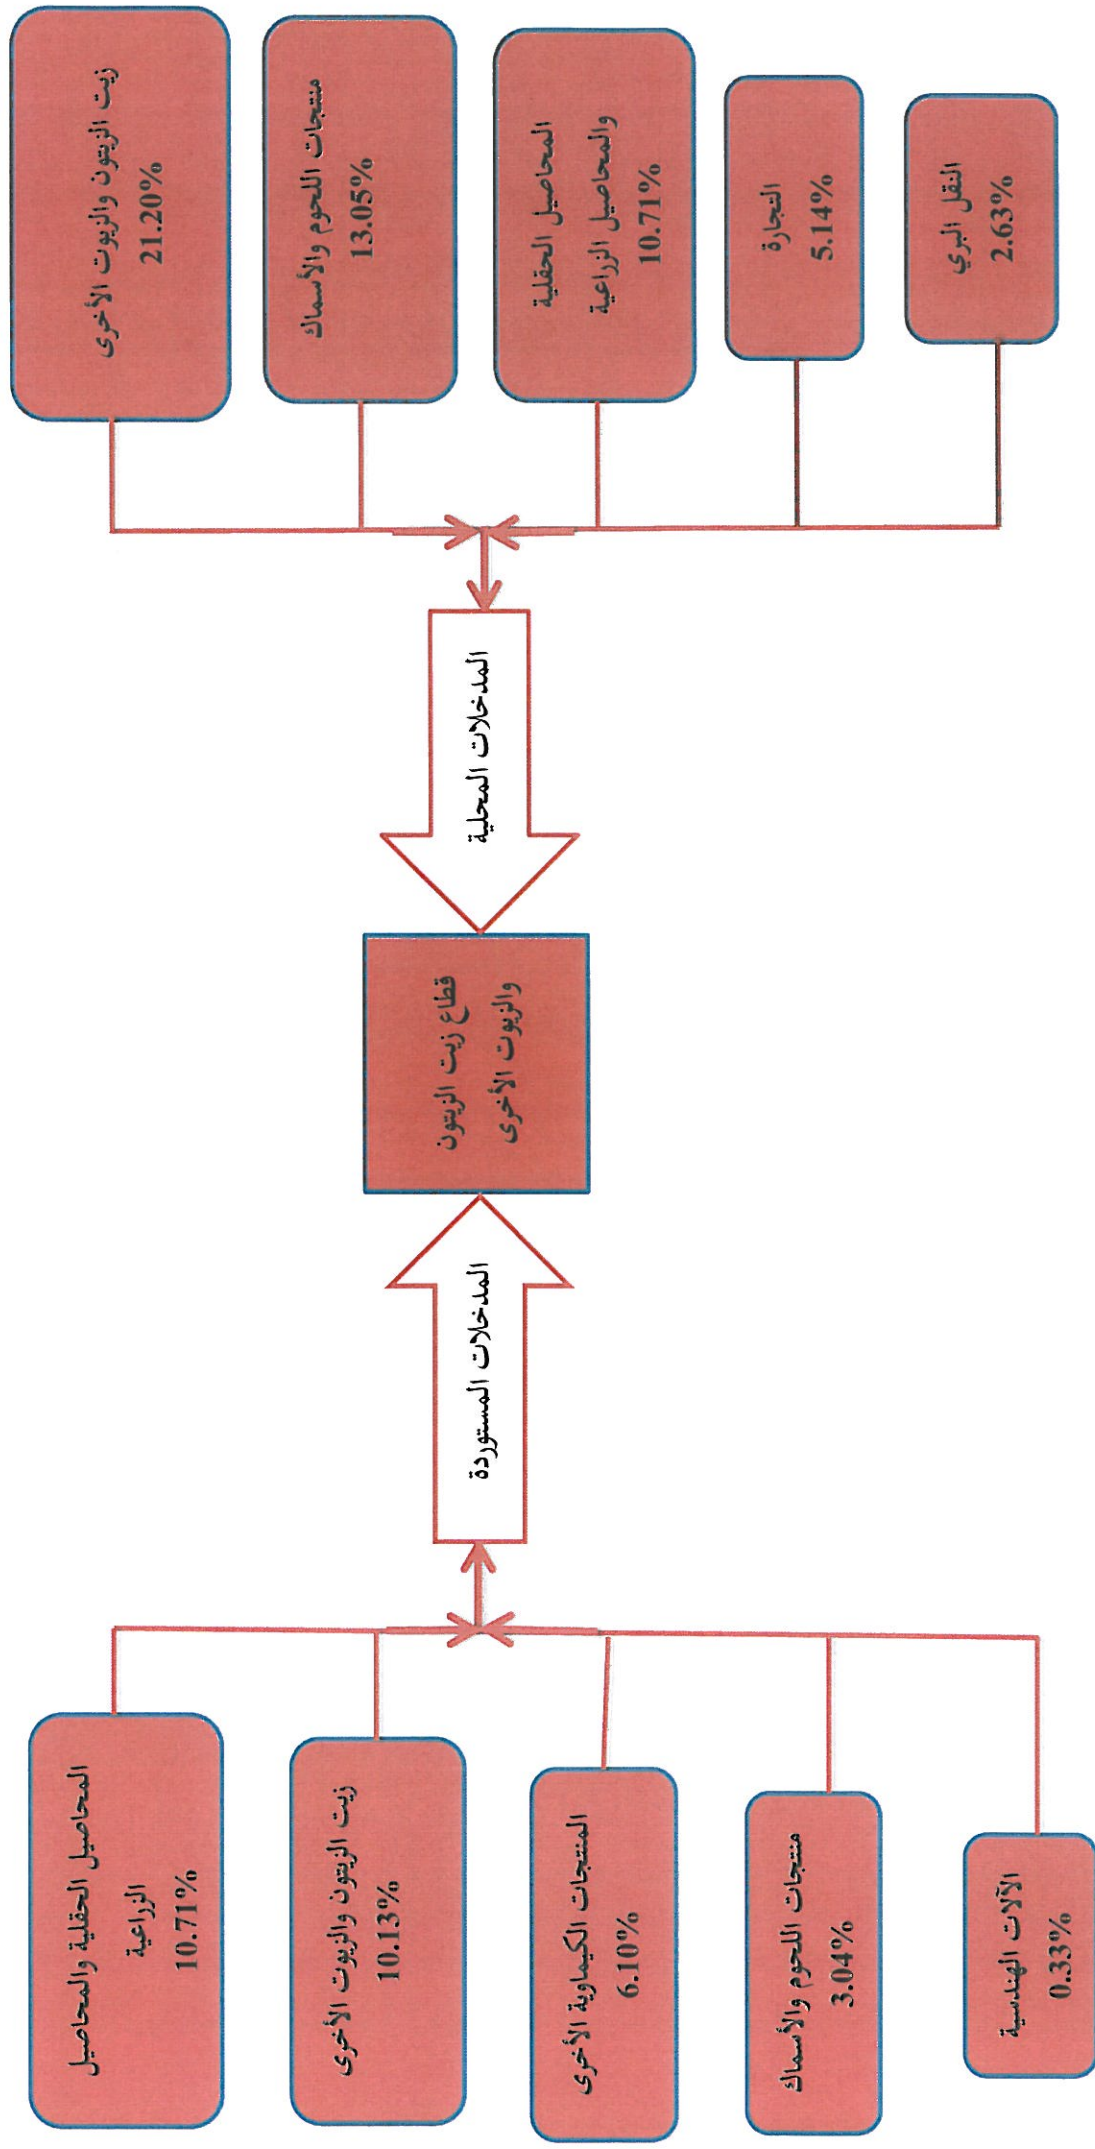 زيت الزيتون والزيوت الأخرى
21.20%
منتجات اللحوم والأسماك
13.05%
المحاصيل الحقلية
والمحاصيل الزراعية
10.71%
التجارة
5.14%
النقل البري
2.63%
المدخلات المحلية
قطاع زيت الزيتون
والزيوت الأخرى
المدخلات المستوردة
المحاصيل الحقلية والمحاصيل
الزراعية
10.71%
زيت الزيتون والزيوت الأخرى
10.13%
المنتجات الكيماوية الأخرى
6.10%
منتجات اللحوم والأسماك
3.04%
الآلات الهندسية
0.33%